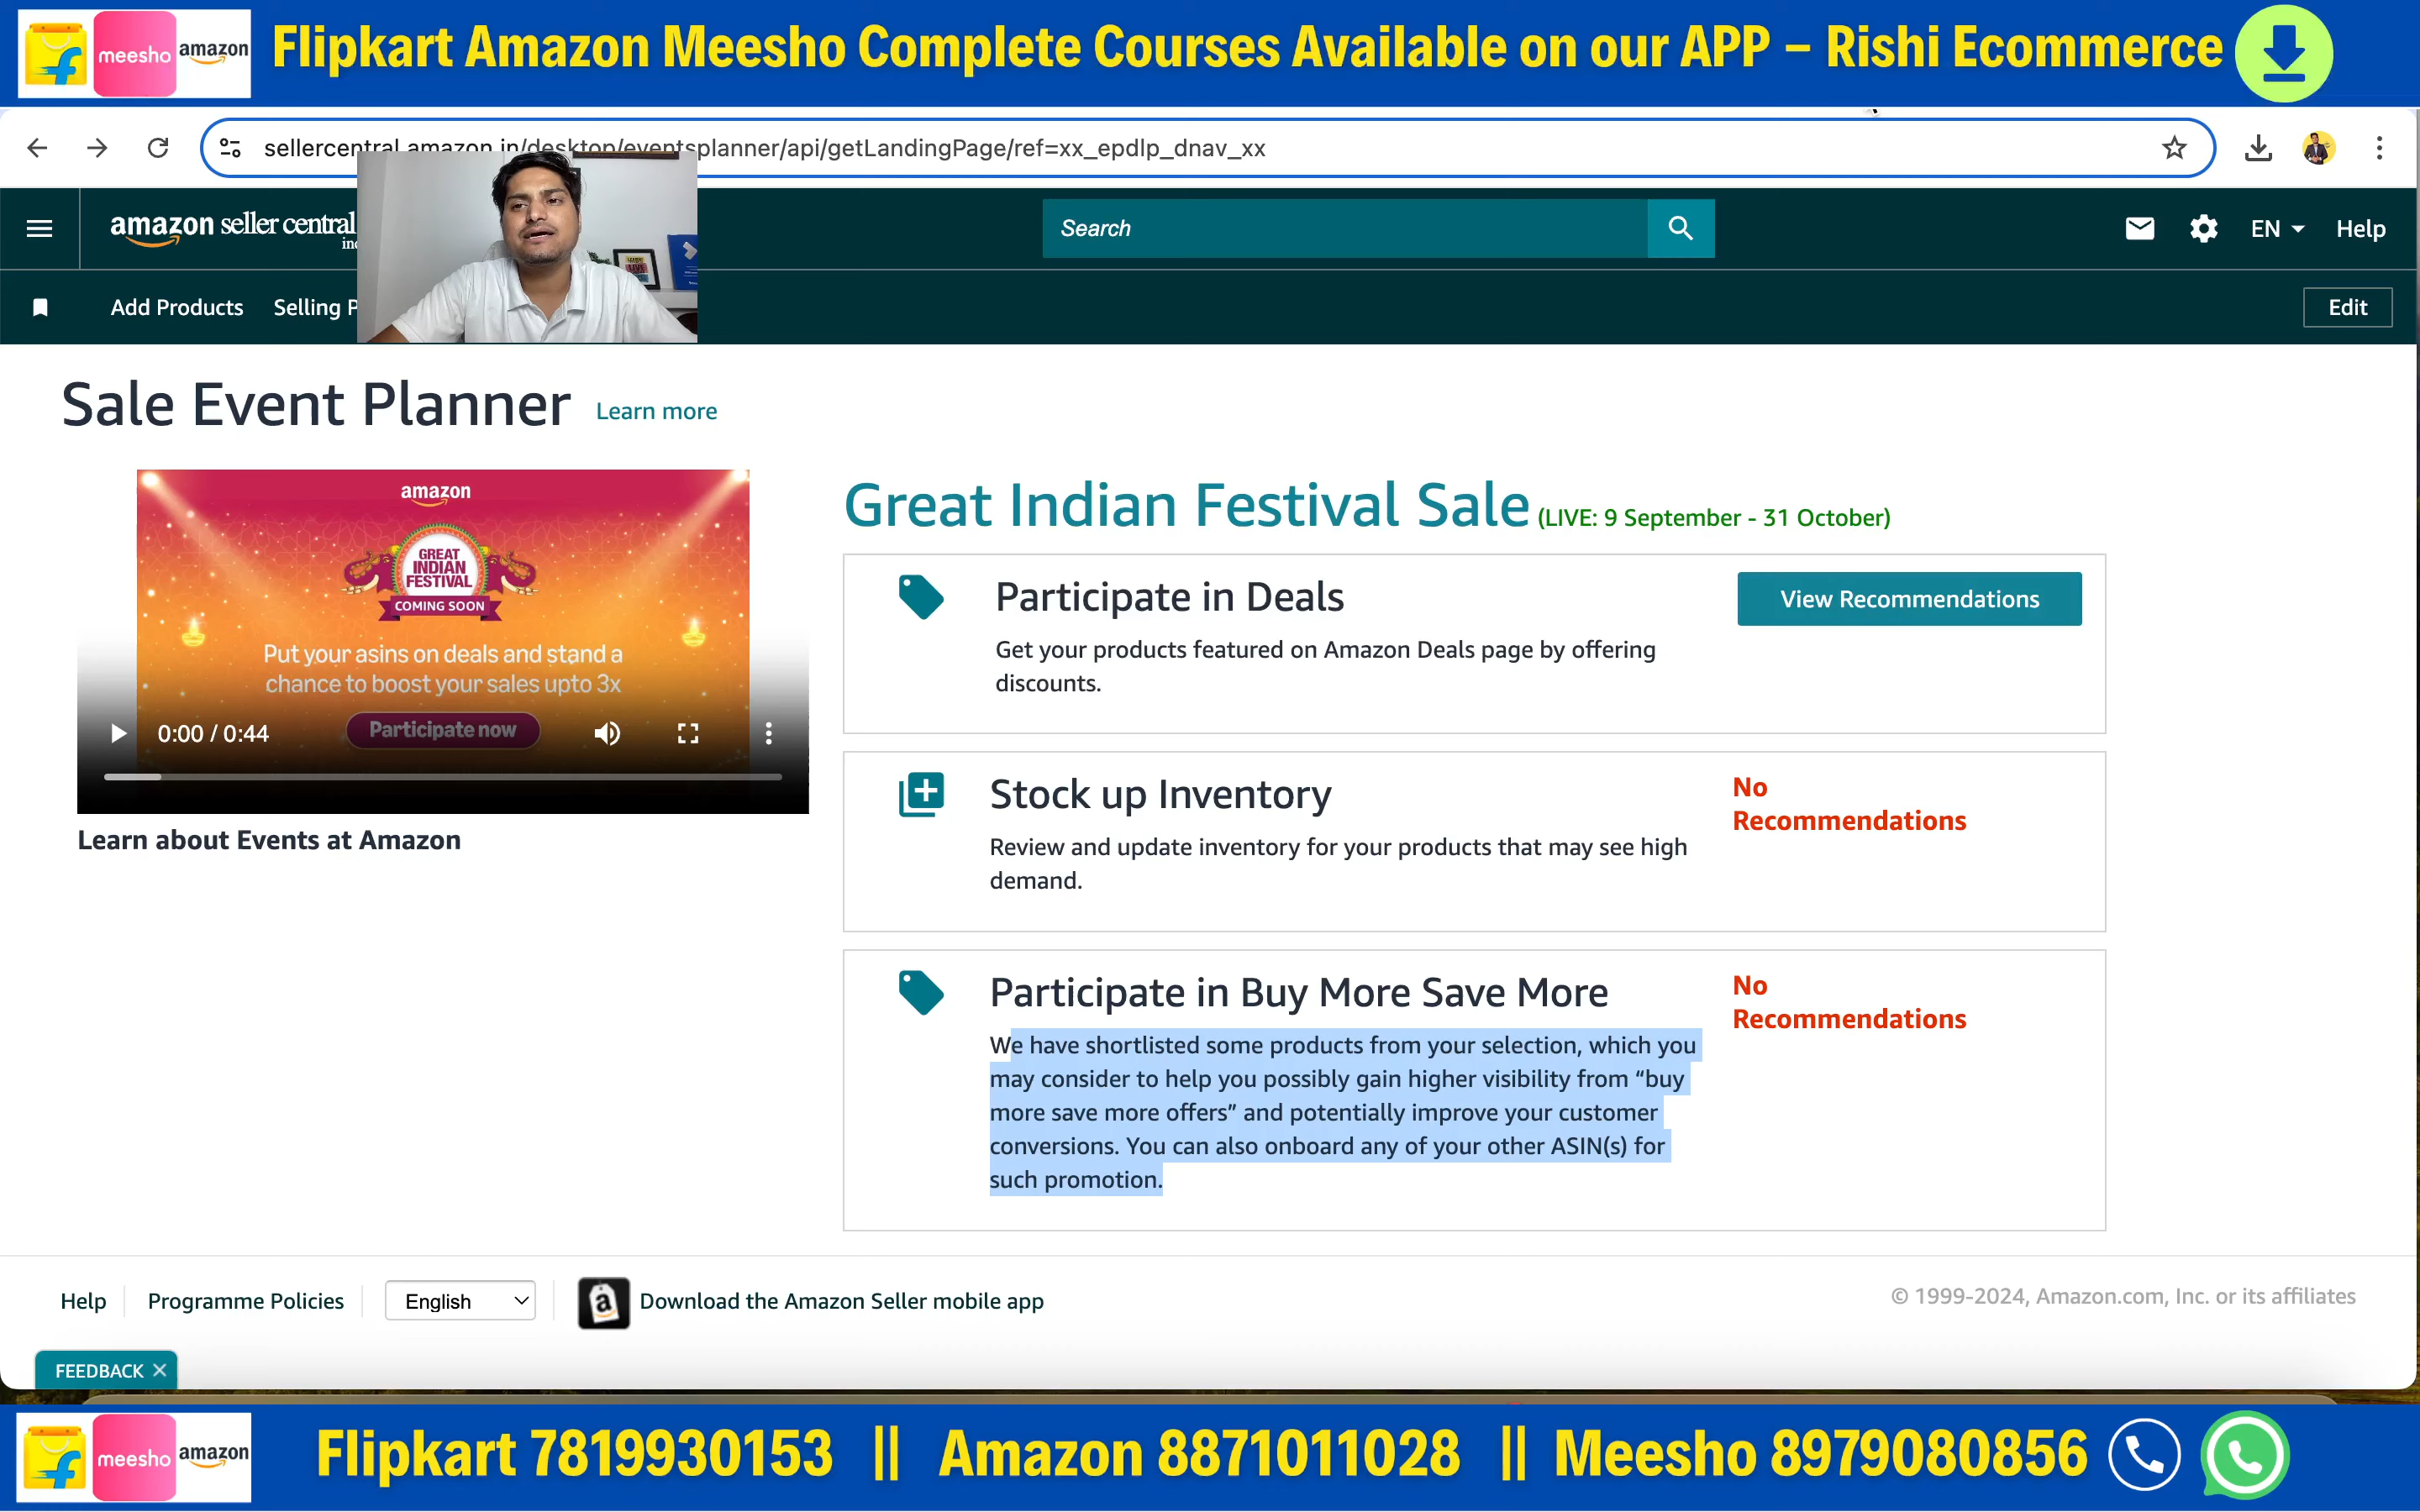 meesho amazon Flipkart Amazon Meesho Complete Courses Available on our APP – Rishi Ecommerce
sellercentral.amazon.in/desktop/eventsplanner/api/getLandingPage/ref=xx_epdlp_dnav_xx
amazon seller central
Search
EN
Help
Add Products
Selling
Edit
Sale Event Planner Learn more
amazon
GREAT
INDIAN
FESTIVAL
COMING SOON
Put your asins on deals and stand a
chance to boost your sales upto 3x
Participate now
0:00 / 0:44
Learn about Events at Amazon
Great Indian Festival Sale (LIVE: 9 September - 31 October)
Participate in Deals
View Recommendations
Get your products featured on Amazon Deals page by offering
discounts.
Stock up Inventory
No
Recommendations
Review and update inventory for your products that may see high
demand.
Participate in Buy More Save More
No
Recommendations
We have shortlisted some products from your selection, which you
may consider to help you possibly gain higher visibility from “buy
more save more offers” and potentially improve your customer
conversions. You can also onboard any of your other ASIN(s) for
such promotion.
Help
Programme Policies
English
Download the Amazon Seller mobile app
© 1999-2024, Amazon.com, Inc. or its affiliates
FEEDBACK
meesho amazon Flipkart 7819930153 || Amazon 8871011028 || Meesho 8979080856